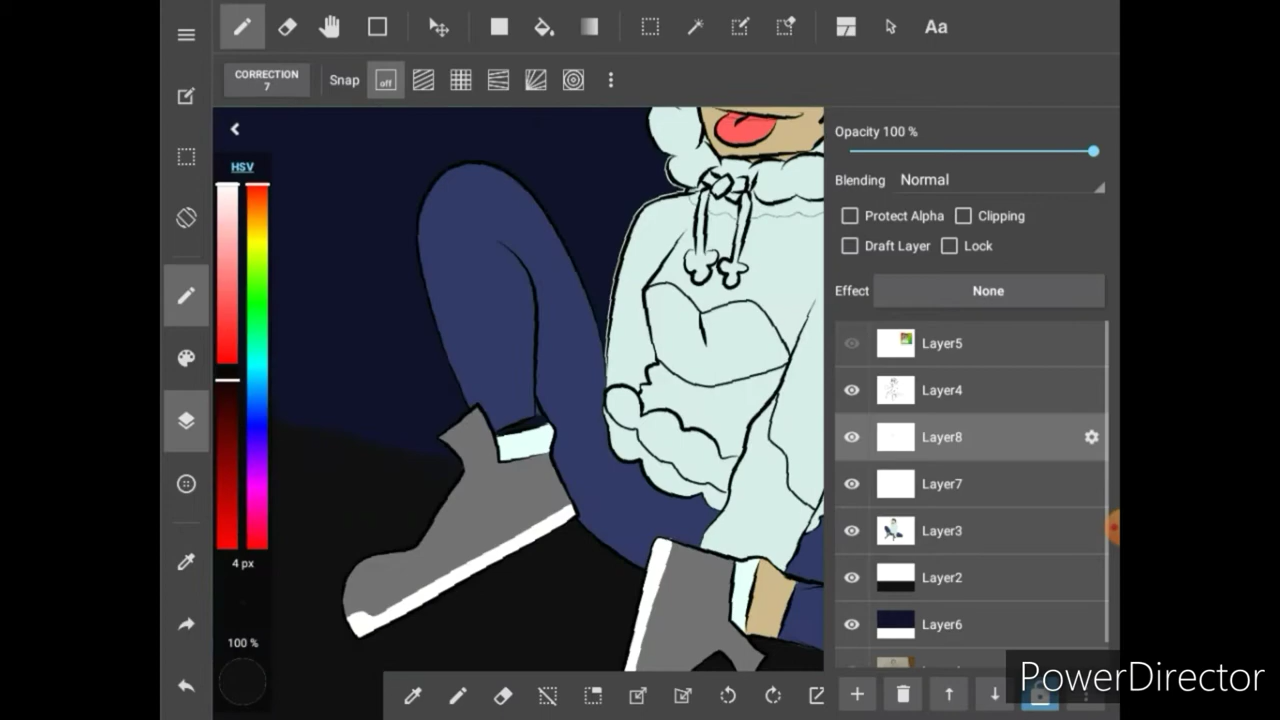 Aa
CORRECTION
7
Snap
off
HSV
Opacity 100 %
Blending Normal
Protect Alpha Clipping
Draft Layer Lock
Effect None
Layer5
Layer4
Layer8
Layer7
Layer3
4 px
Layer2
Layer6
100 %
PowerDirector